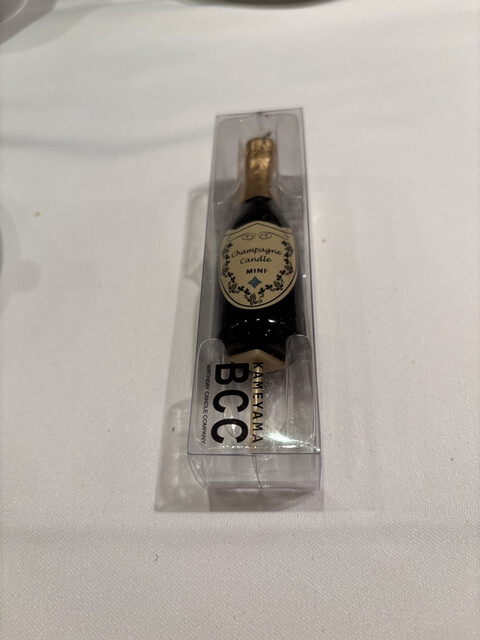 Champagne
Candle
MINI
KAMEYAMA
BCC
BIRTHDAY CANDLE COMPANY